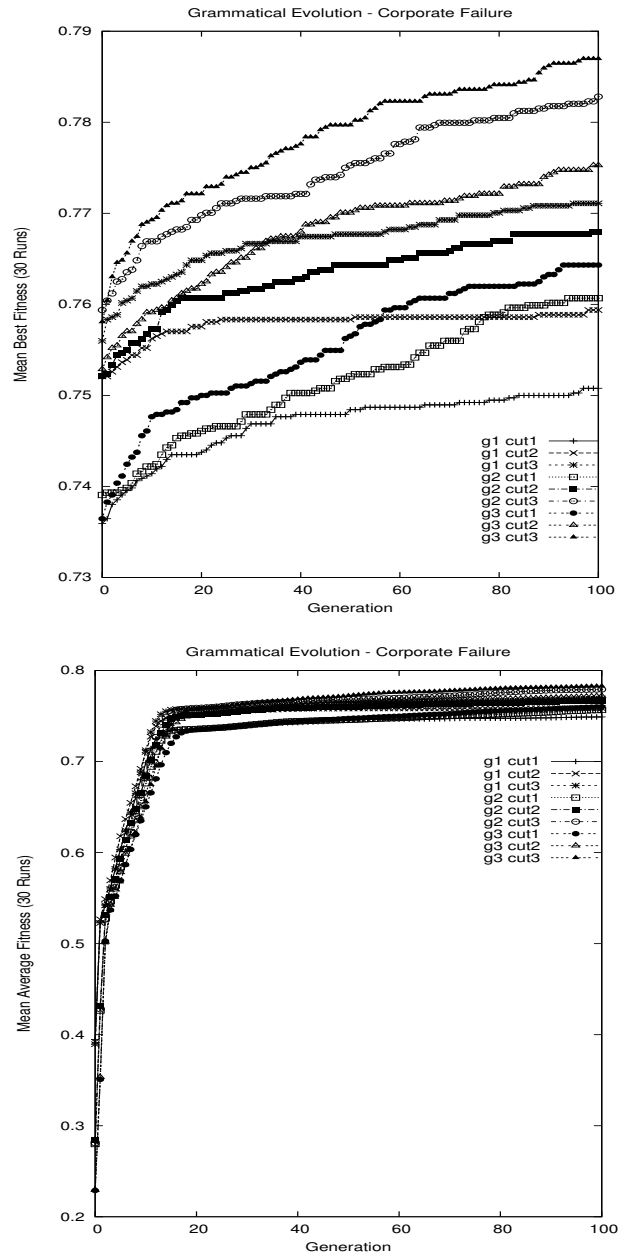 Grammatical Evolution - Corporate Failure
0.79
0.78
0.77
0.76
0.75
0.74
0.73
Mean Best Fitness (30 Runs)
g1 cut1
g1 cut2
g1 cut3
g2 cut1
g2 cut2
g2 cut3
g3 cut1
g3 cut2
g3 cut3
0 20 40 60 80 100
Generation
Grammatical Evolution - Corporate Failure
0.8
0.7
0.6
0.5
0.4
0.3
0.2
Mean Average Fitness (30 Runs)
g1 cut1
g1 cut2
g1 cut3
g2 cut1
g2 cut2
g2 cut3
g3 cut1
g3 cut2
g3 cut3
0 20 40 60 80 100
Generation